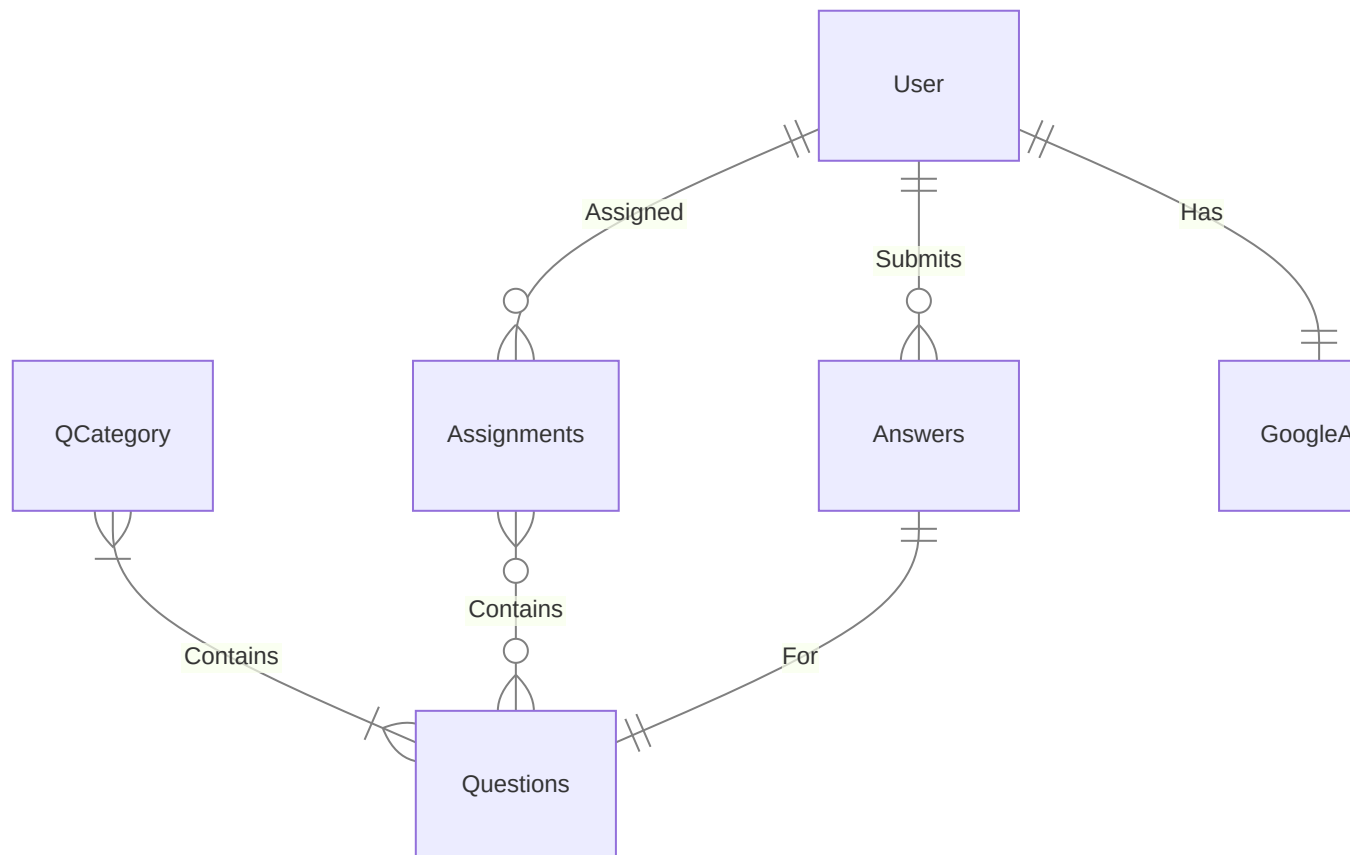 User
Assigned
Has
Submits
QCategory
Assignments
Answers
GoogleA
Contains
Contains
For
Questions